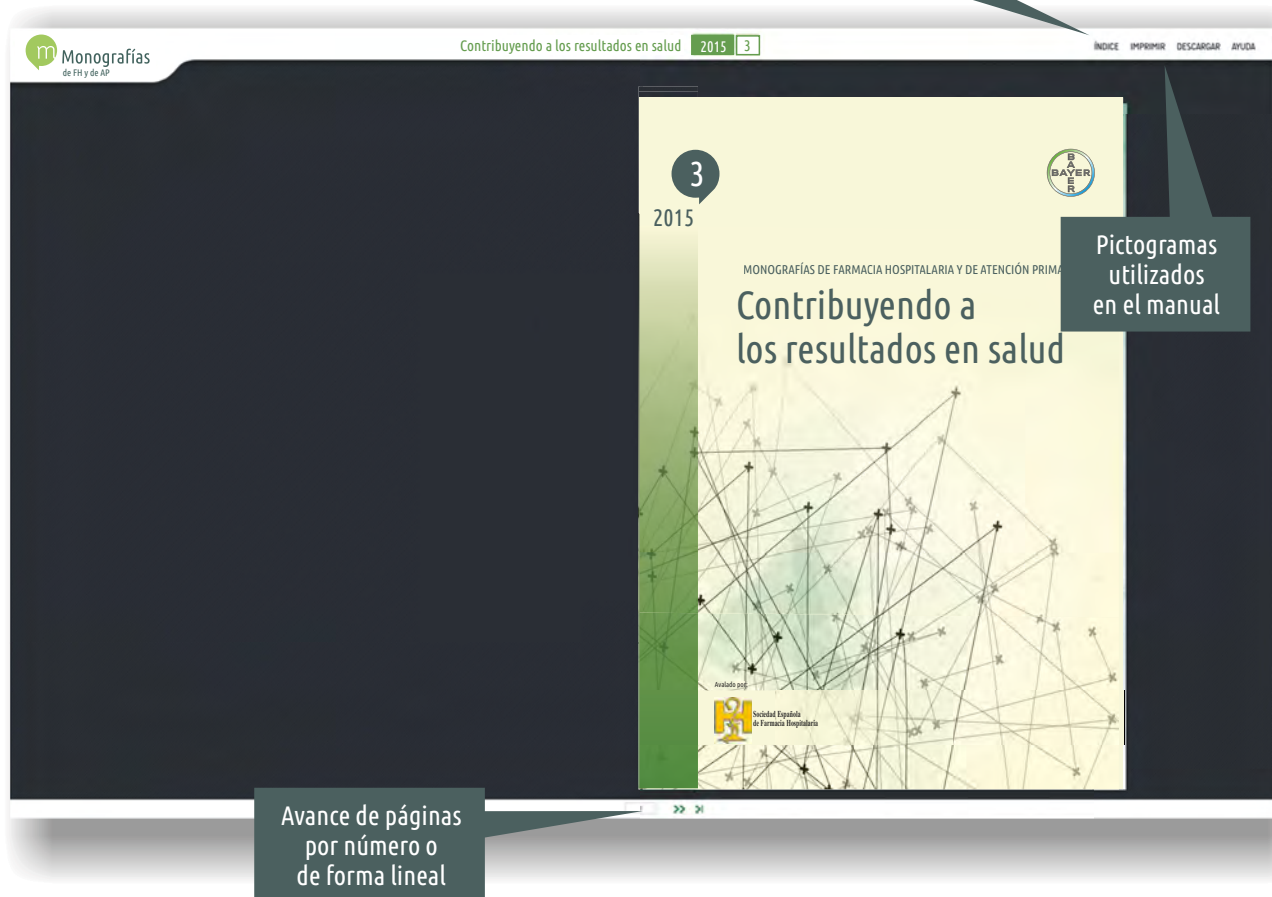 m Monografías
de FH y de AP
Contribuyendo a los resultados en salud 2015 3
ÍNDICE IMPRIMIR DESCARGAR AYUDA
3
2015
BAYER
BAYER
Pictogramas
utilizados
en el manual
MONOGRAFÍAS DE FARMACIA HOSPITALARIA Y DE ATENCIÓN PRIMA
Contribuyendo a
los resultados en salud
Avalado por:
Sociedad Española
de Farmacia Hospitalaria
Avance de páginas
por número o
de forma lineal